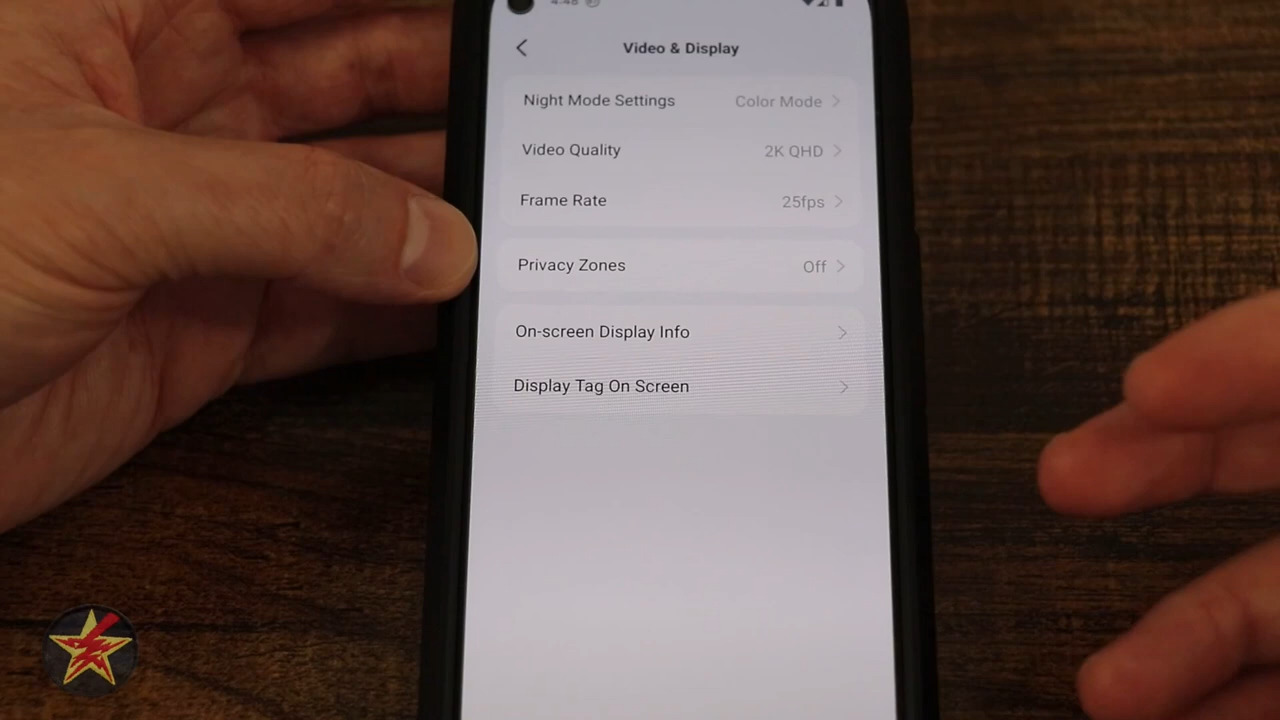 4:48
Video & Display
Night Mode Settings Color Mode
Video Quality 2K QHD
Frame Rate 25fps
Privacy Zones Off
On-screen Display Info
Display Tag On Screen